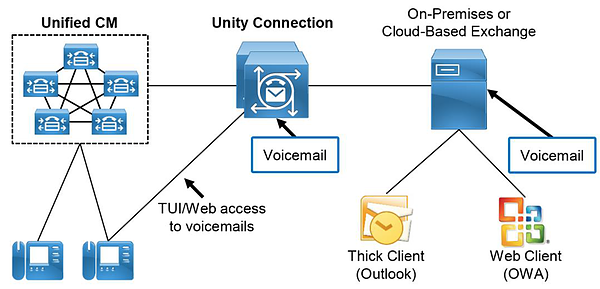 Unified CM
Unity Connection
On-Premises or
Cloud-Based Exchange
Voicemail
Voicemail
TUI/Web access
to voicemails
Thick Client
(Outlook)
Web Client
(OWA)